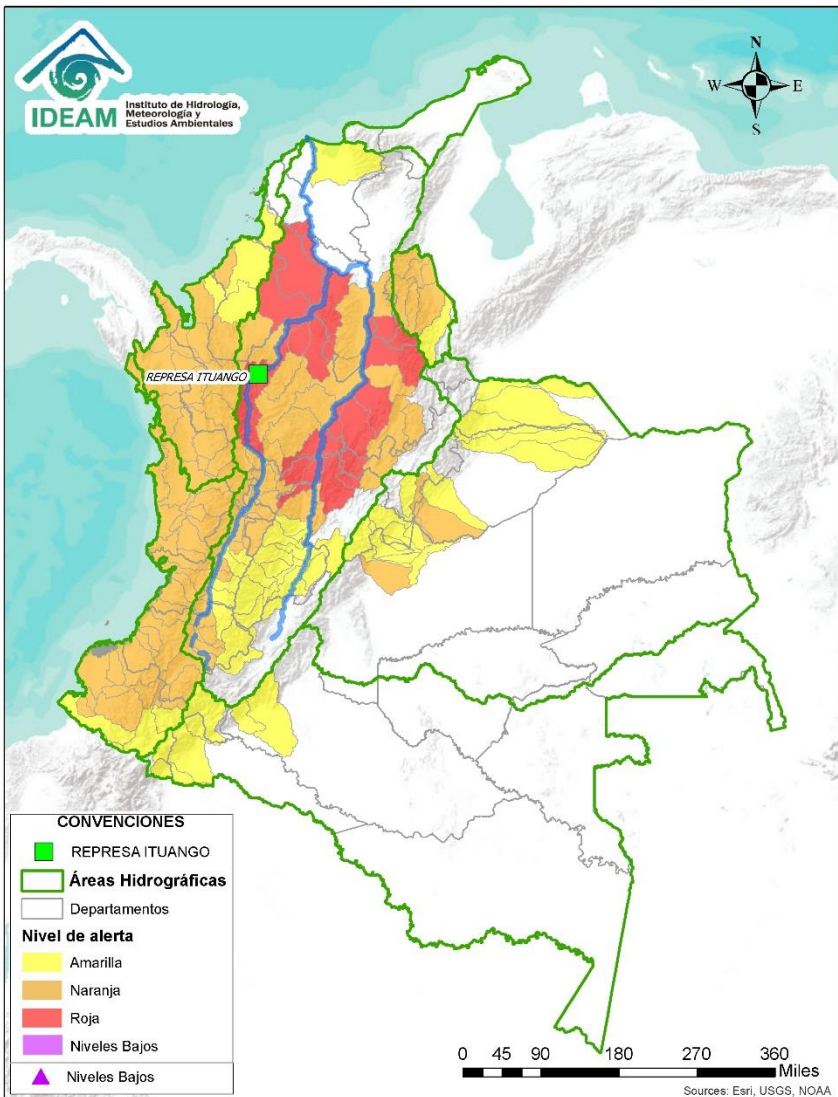 IDEAM
Instituto de Hidrología,
Meteorología y
Estudios Ambientales
N
W
E
S
REPRESA ITUANGO
CONVENCIONES
REPRESA ITUANGO
Áreas Hidrográficas
Departamentos
Nivel de alerta
Amarilla
Naranja
Roja
Niveles Bajos
Niveles Bajos
0 45 90 180 270 360
Miles
Sources: Esri, USGS, NOAA